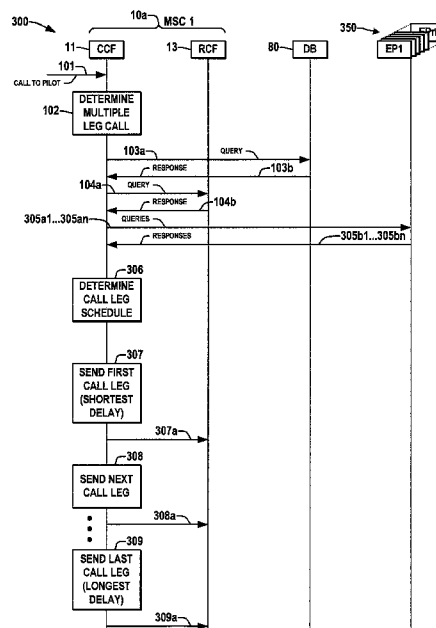 300
10a
MSC 1
350
EPn
11
CCF
13
RCF
80
DB
EP1
101
CALL TO PILOT
102
DETERMINE
MULTIPLE
LEG CALL
103a
QUERY
RESPONSE
103b
104a
QUERY
RESPONSE
104b
305a1...305an
QUERIES
RESPONSES
305b1...305bn
306
DETERMINE
CALL LEG
SCHEDULE
307
SEND FIRST
CALL LEG
(SHORTEST
DELAY)
307a
308
SEND NEXT
CALL LEG
308a
309
SEND LAST
CALL LEG
(LONGEST
DELAY)
309a